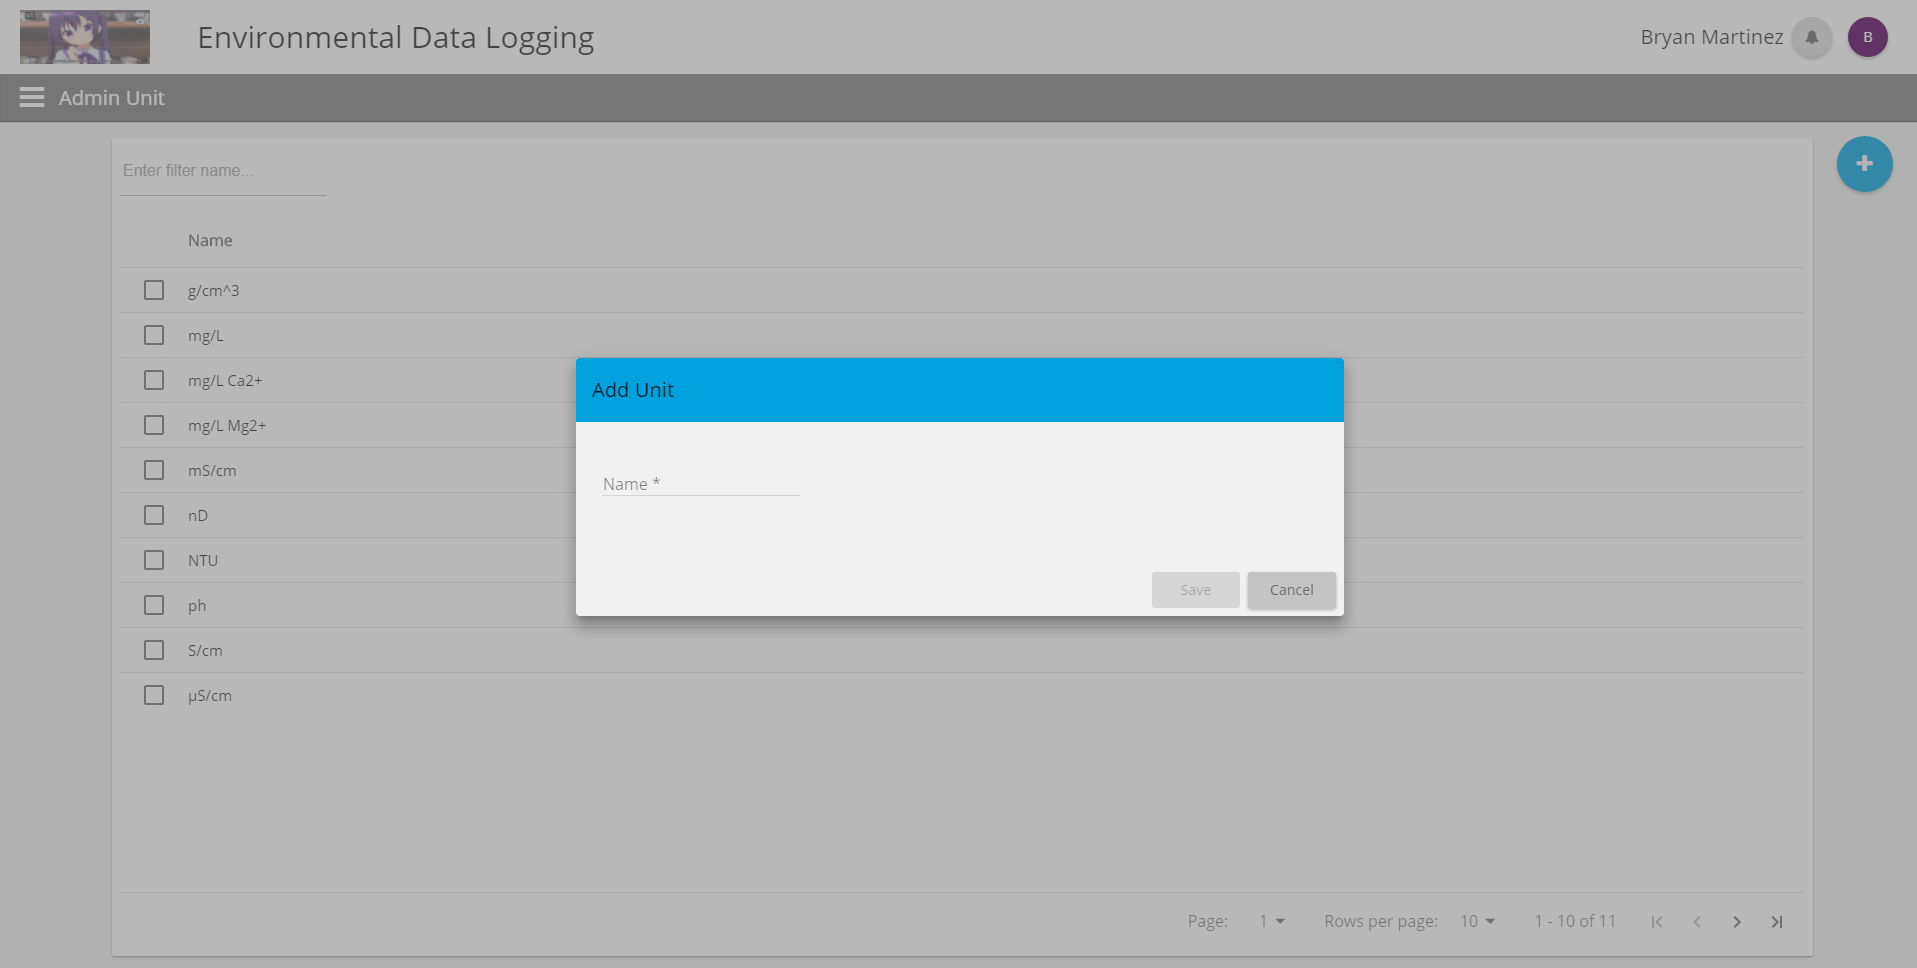 Environmental Data Logging
Bryan Martinez
B
Admin Unit
Enter filter name...
Name
g/cm^3
mg/L
mg/L Ca2+
mg/L Mg2+
mS/cm
nD
NTU
ph
S/cm
µS/cm
Add Unit
Name *
Save Cancel
Page: 1 Rows per page: 10 1 - 10 of 11